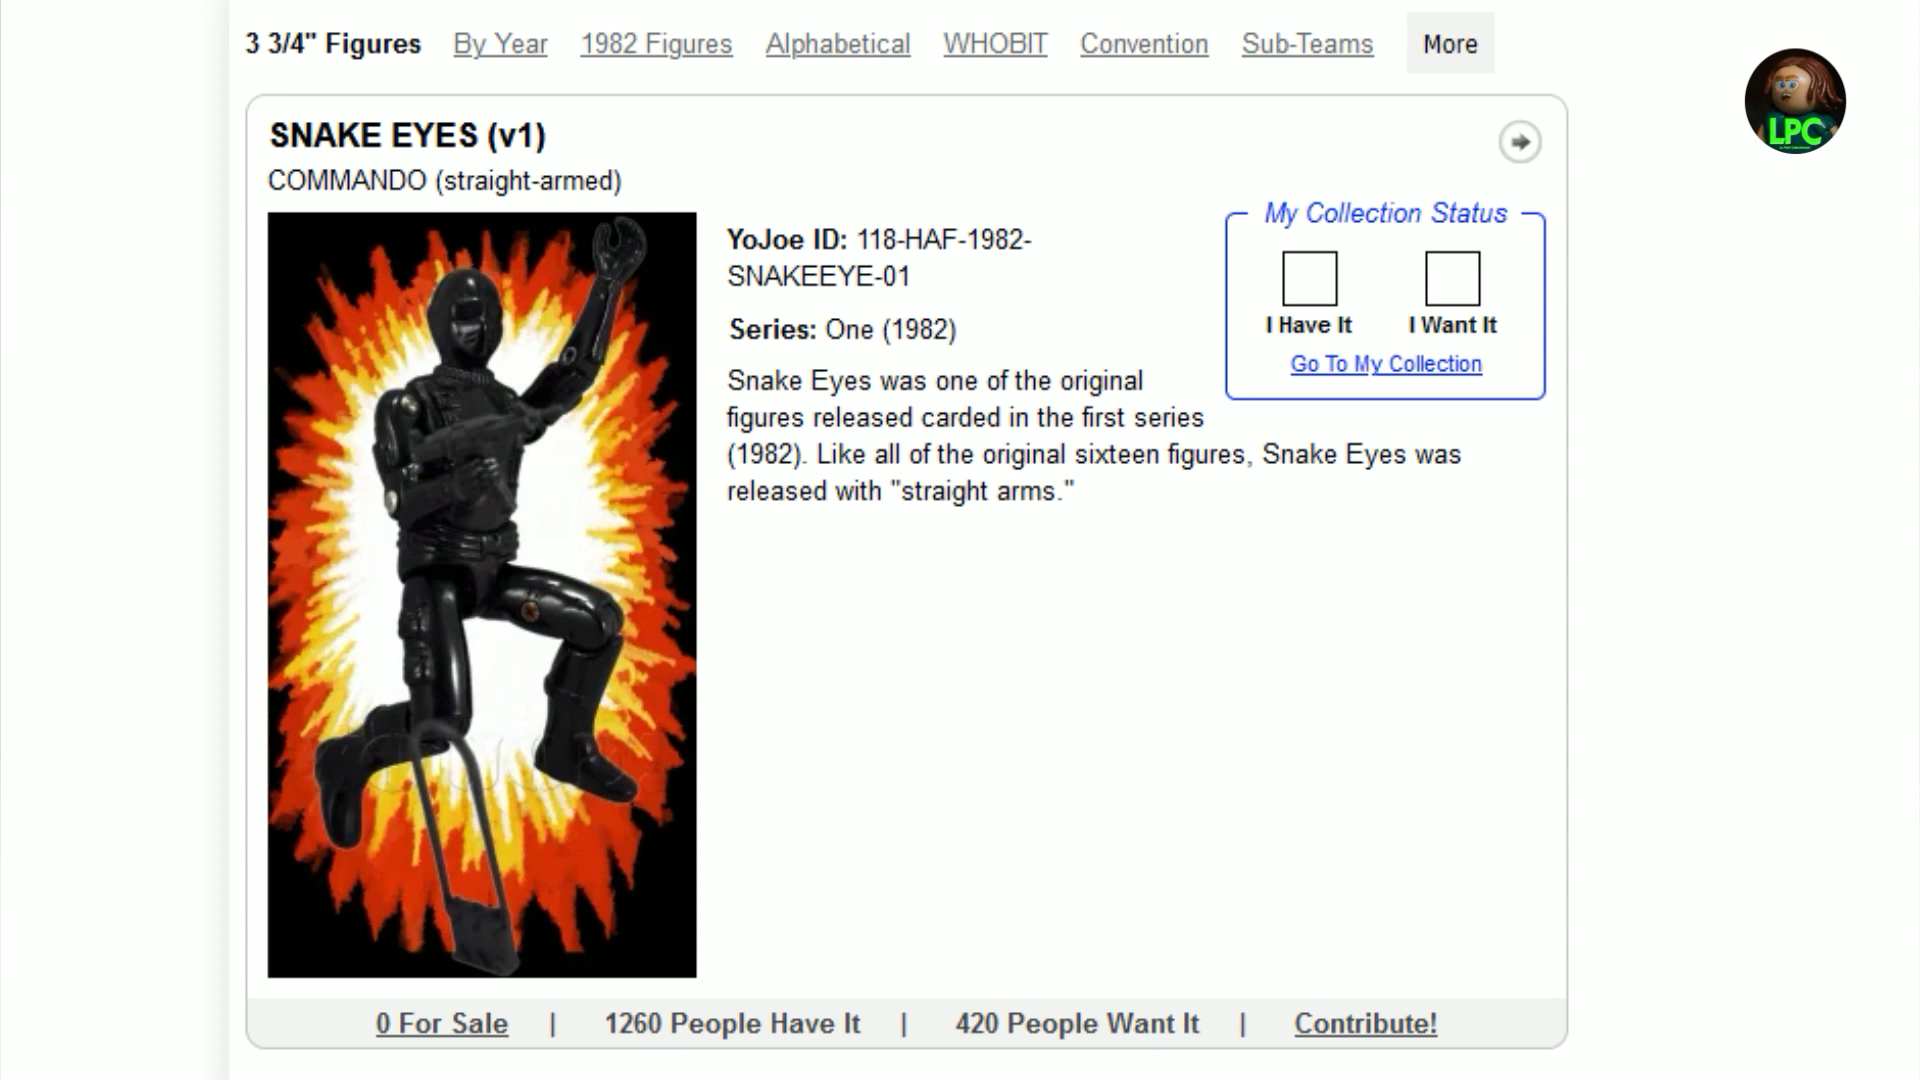 3 3/4" Figures By Year 1982 Figures Alphabetical WHOBIT Convention Sub-Teams More
LPC
SNAKE EYES (v1)
COMMANDO (straight-armed)
My Collection Status
I Have It I Want It
Go To My Collection
YoJoe ID: 118-HAF-1982-
SNAKEEYE-01
Series: One (1982)
Snake Eyes was one of the original
figures released carded in the first series
(1982). Like all of the original sixteen figures, Snake Eyes was
released with "straight arms."
0 For Sale | 1260 People Have It | 420 People Want It | Contribute!